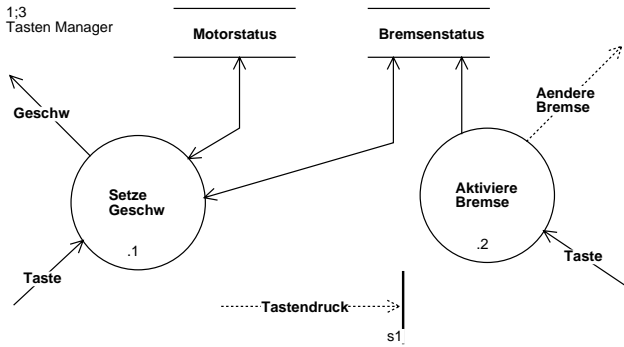 1;3
Tasten Manager
Motorstatus
Bremsenstatus
Geschw
Aendere
Bremse
Setze
Geschw
.1
Aktiviere
Bremse
.2
Taste
Taste
Tastendruck
s1